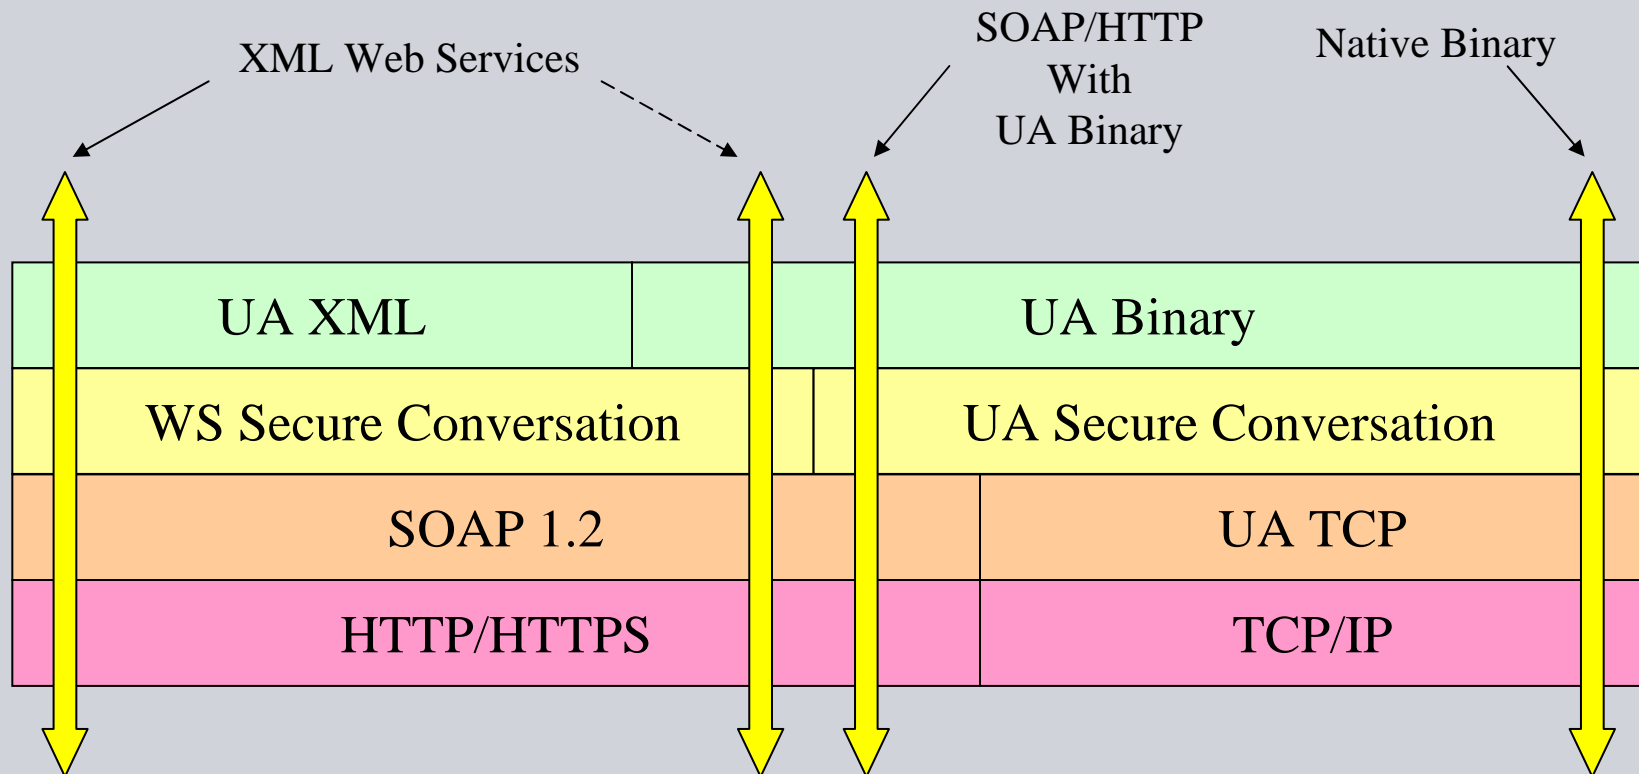 XML Web Services
SOAP/HTTP
With
UA Binary
Native Binary
UA XML
UA Binary
WS Secure Conversation
UA Secure Conversation
SOAP 1.2
UA TCP
HTTP/HTTPS
TCP/IP